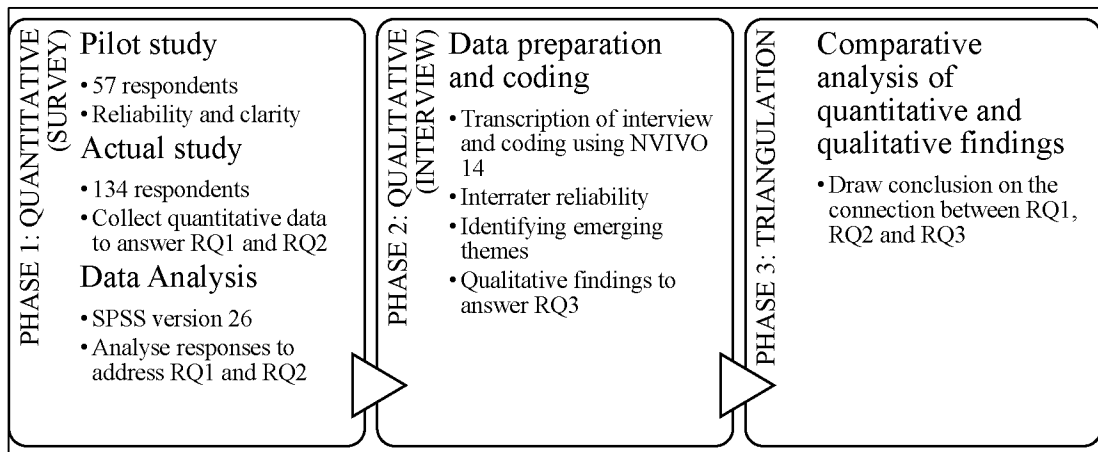 PHASE 1: QUANTITATIVE
(SURVEY)
Pilot study
• 57 respondents
• Reliability and clarity
Actual study
• 134 respondents
• Collect quantitative data
to answer RQ1 and RQ2
Data Analysis
• SPSS version 26
• Analyse responses to
address RQ1 and RQ2
PHASE 2: QUALITATIVE
(INTERVIEW)
Data preparation
and coding
• Transcription of interview
and coding using NVIVO
14
• Interrater reliability
• Identifying emerging
themes
• Qualitative findings to
answer RQ3
PHASE 3: TRIANGULATION
Comparative
analysis of
quantitative and
qualitative findings
• Draw conclusion on the
connection between RQ1,
RQ2 and RQ3